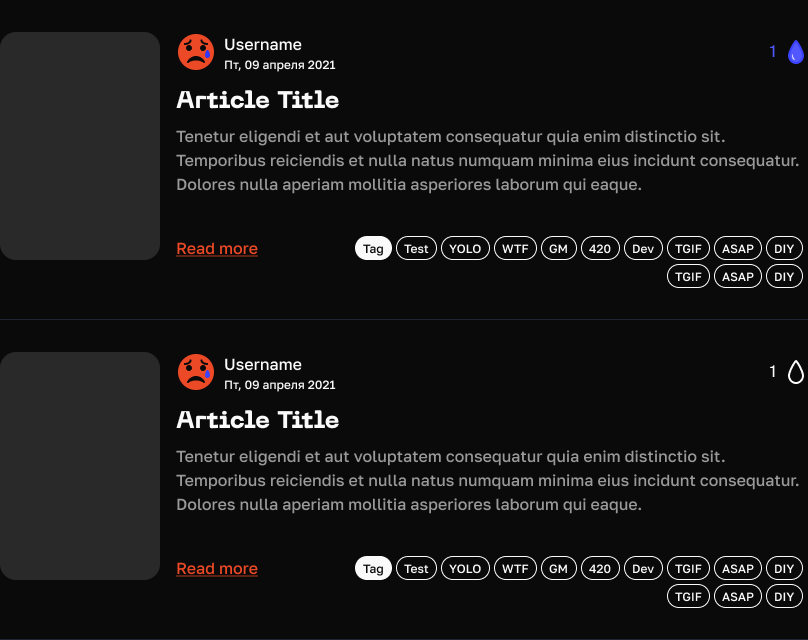 Username
1
Пт, 09 апреля 2021
Article Title
Tenetur eligendi et aut voluptatem consequatur quia enim distinctio sit.
Temporibus reiciendis et nulla natus numquam minima eius incidunt consequatur.
Dolores nulla aperiam mollitia asperiores laborum qui eaque.
Read more Tag Test YOLO WTF GM 420 Dev TGIF ASAP DIY
TGIF ASAP DIY
Username
1
Пт, 09 апреля 2021
Article Title
Tenetur eligendi et aut voluptatem consequatur quia enim distinctio sit.
Temporibus reiciendis et nulla natus numquam minima eius incidunt consequatur.
Dolores nulla aperiam mollitia asperiores laborum qui eaque.
Read more Tag Test YOLO WTF GM 420 Dev TGIF ASAP DIY
TGIF ASAP DIY